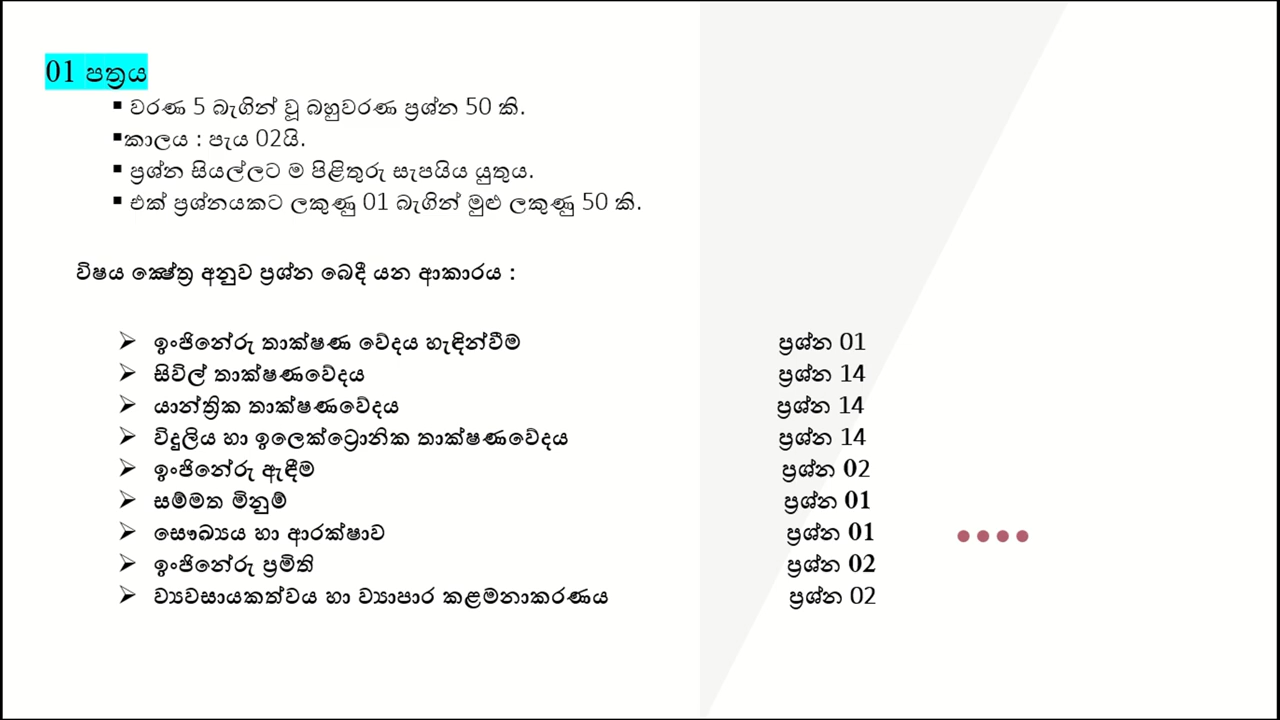 01 පත්‍රය
▪ වරණ 5 බැගින් වූ බහුවරණ ප්‍රශ්න 50 කි.
▪කාලය : පැය 02යි.
▪ ප්‍රශ්න සියල්ලට ම පිළිතුරු සැපයිය යුතුය.
▪ එක් ප්‍රශ්නයකට ලකුණු 01 බැගින් මුළු ලකුණු 50 කි.
විෂය ක්‍ෂේත්‍ර අනුව ප්‍රශ්න බෙදී යන ආකාරය :
➢ ඉංජිනේරු තාක්ෂණ වේදය හැඳින්වීම ප්‍රශ්න 01
➢ සිවිල් තාක්ෂණවේදය ප්‍රශ්න 14
➢ යාන්ත්‍රික තාක්ෂණවේදය ප්‍රශ්න 14
➢ විදුලිය හා ඉලෙක්ට්‍රොනික තාක්ෂණවේදය ප්‍රශ්න 14
➢ ඉංජිනේරු ඇඳීම ප්‍රශ්න 02
➢ සම්මත මිනුම් ප්‍රශ්න 01
➢ සෞඛ්‍යය හා ආරක්ෂාව ප්‍රශ්න 01
➢ ඉංජිනේරු ප්‍රමිති ප්‍රශ්න 02
➢ ව්‍යවසායකත්වය හා ව්‍යාපාර කළමනාකරණය ප්‍රශ්න 02